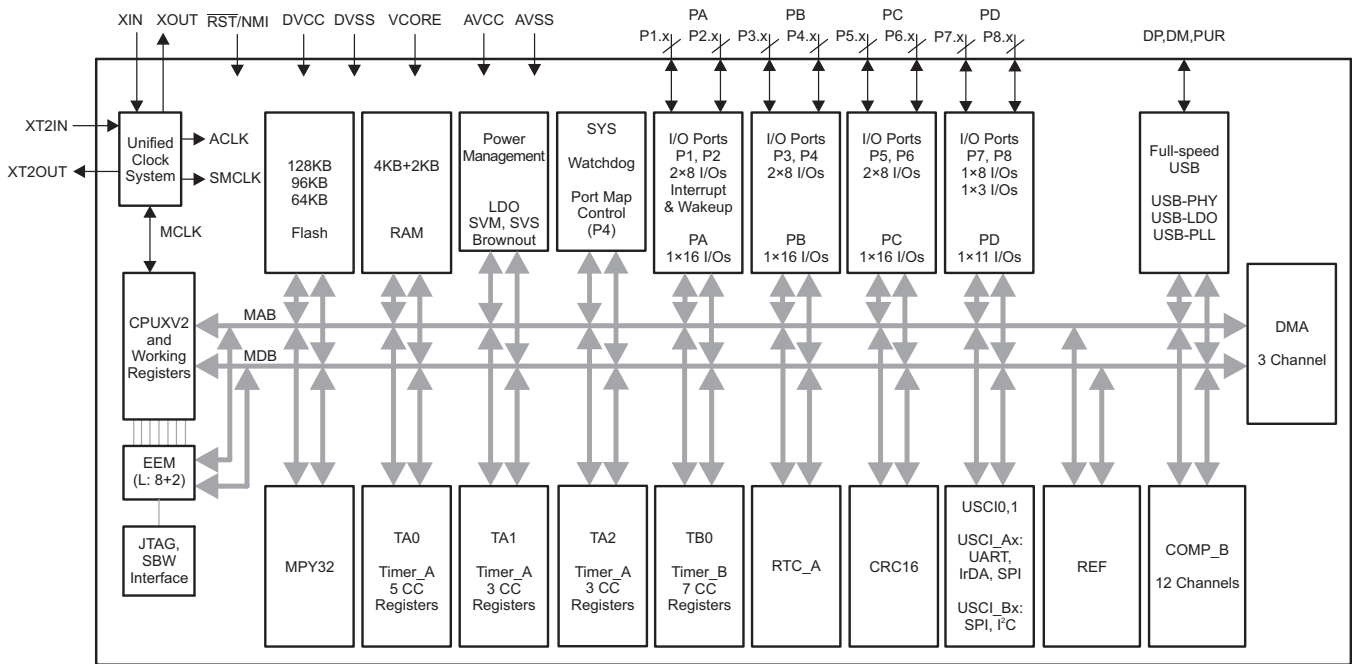 XIN
XOUT
RST/NMI
DVCC
DVSS
VCORE
AVCC
AVSS
PA
P1.x
P2.x
PB
P3.x
P4.x
PC
P5.x
P6.x
PD
P7.x
P8.x
DP,DM,PUR
XT2IN
XT2OUT
Unified
Clock
System
ACLK
SMCLK
MCLK
128KB
96KB
64KB
Flash
4KB+2KB
RAM
Power
Management
LDO
SVM, SVS
Brownout
SYS
Watchdog
Port Map
Control
(P4)
I/O Ports
P1, P2
2×8 I/Os
Interrupt
& Wakeup
PA
1×16 I/Os
I/O Ports
P3, P4
2×8 I/Os
PB
1×16 I/Os
I/O Ports
P5, P6
2×8 I/Os
PC
1×16 I/Os
I/O Ports
P7, P8
1×8 I/Os
1×3 I/Os
PD
1×11 I/Os
Full-speed
USB
USB-PHY
USB-LDO
USB-PLL
CPUXV2
and
Working
Registers
MAB
MDB
DMA
3 Channel
EEM
(L: 8+2)
JTAG,
SBW
Interface
MPY32
TA0
Timer_A
5 CC
Registers
TA1
Timer_A
3 CC
Registers
TA2
Timer_A
3 CC
Registers
TB0
Timer_B
7 CC
Registers
RTC_A
CRC16
USCI0,1
USCI_Ax:
UART,
IrDA, SPI
USCI_Bx:
SPI, I²C
REF
COMP_B
12 Channels